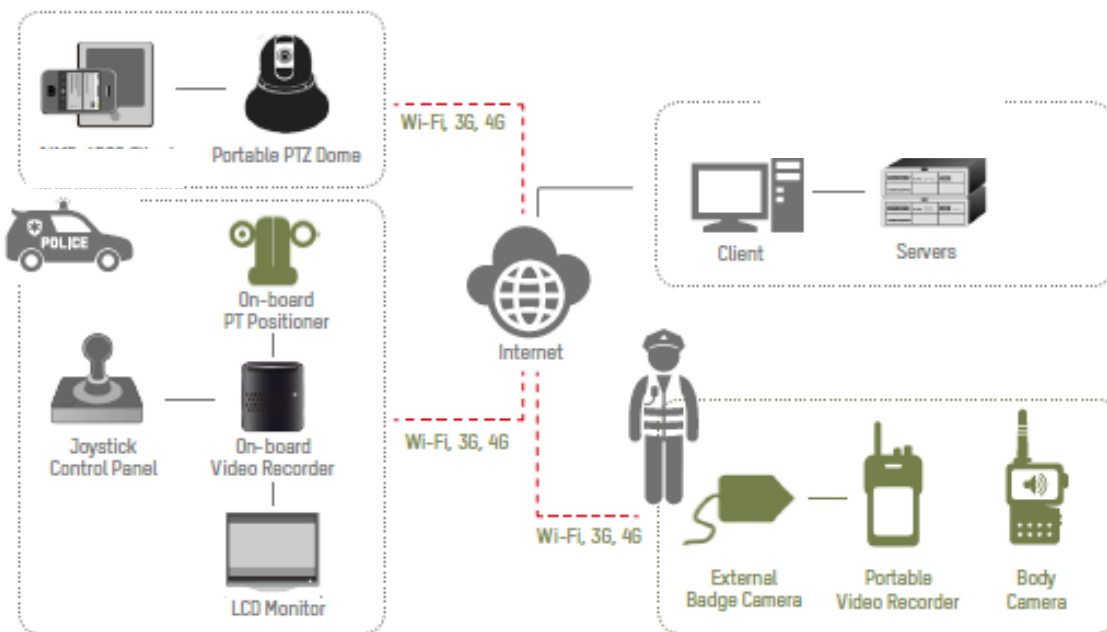 Portable PTZ Dome
Wi-Fi, 3G, 4G
Client
Servers
POLICE
On-board
PT Positioner
Internet
Joystick
Control Panel
On-board
Video Recorder
Wi-Fi, 3G, 4G
LCD Monitor
Wi-Fi, 3G, 4G
External
Badge Camera
Portable
Video Recorder
Body
Camera